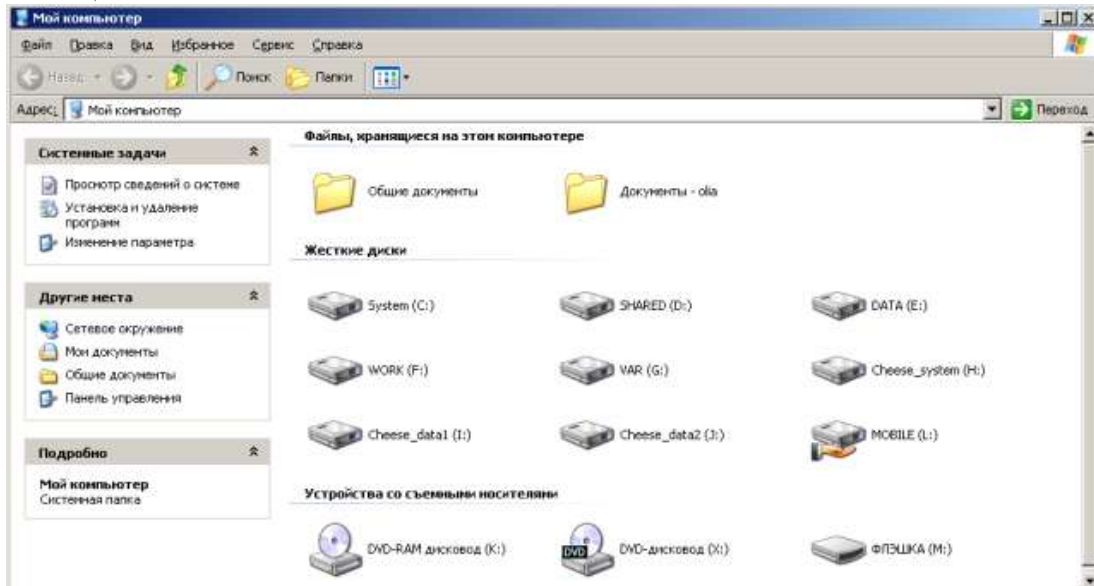 Мой компьютер
Файл Правка Вид Избранное Сервис Справка
Назад Поиск Папки
Адрес: Мой компьютер Переход
Системные задачи
Просмотр сведений о системе
Установка и удаление
программ
Изменение параметра
Другие места
Сетевое окружение
Мои документы
Общие документы
Панель управления
Подробно
Мой компьютер
Системная папка
Файлы, хранящиеся на этом компьютере
Общие документы Документы - olia
Жесткие диски
System (C:) SHARED (D:) DATA (E:)
WORK (F:) VAR (G:) Cheese_system (H:)
Cheese_data1 (I:) Cheese_data2 (J:) MOBILE (L:)
Устройства со съемными носителями
DVD-RAM дисковод (K:) DVD DVD-дисковод (X:) ФЛЭШКА (M:)